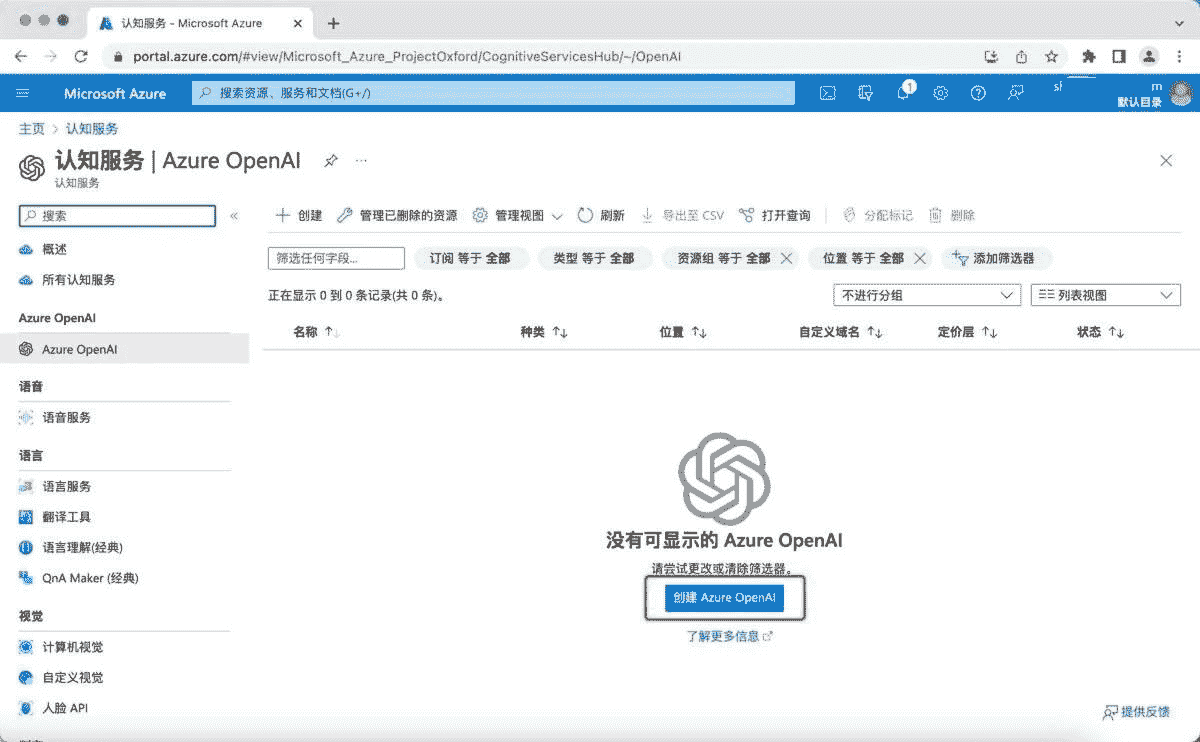 认知服务 - Microsoft Azure
portal.azure.com/#view/Microsoft_Azure_ProjectOxford/CognitiveServicesHub/~/OpenAI
Microsoft Azure
搜索资源、服务和文档(G+/)
1
默认目录
主页 > 认知服务
认知服务 | Azure OpenAI
认知服务
搜索
创建 管理已删除的资源 管理视图 刷新 导出至 CSV 打开查询 分配标记 删除
概述
所有认知服务
Azure OpenAI
Azure OpenAI
语音
语音服务
语言
语言服务
翻译工具
语言理解(经典)
QnA Maker (经典)
视觉
计算机视觉
自定义视觉
人脸 API
筛选任何字段... 订阅 等于 全部 类型 等于 全部 资源组 等于 全部 位置 等于 全部 添加筛选器
正在显示 0 到 0 条记录(共 0 条)。
不进行分组 列表视图
名称 种类 位置 自定义域名 定价层 状态
没有可显示的 Azure OpenAI
请尝试更改或清除筛选器。
创建 Azure OpenAI
了解更多信息
提供反馈